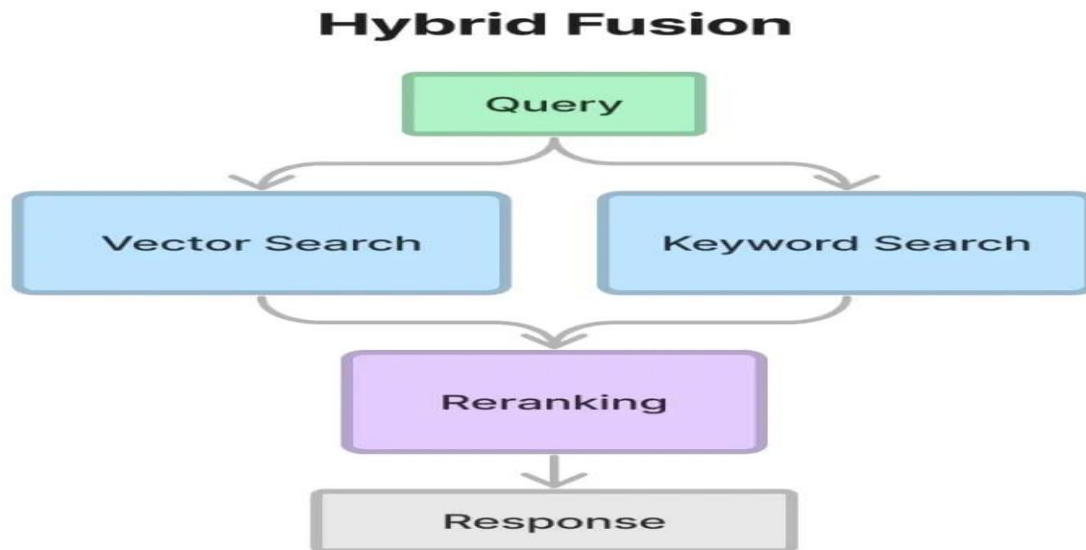 Hybrid Fusion
Query
Vector Search
Keyword Search
Reranking
Response